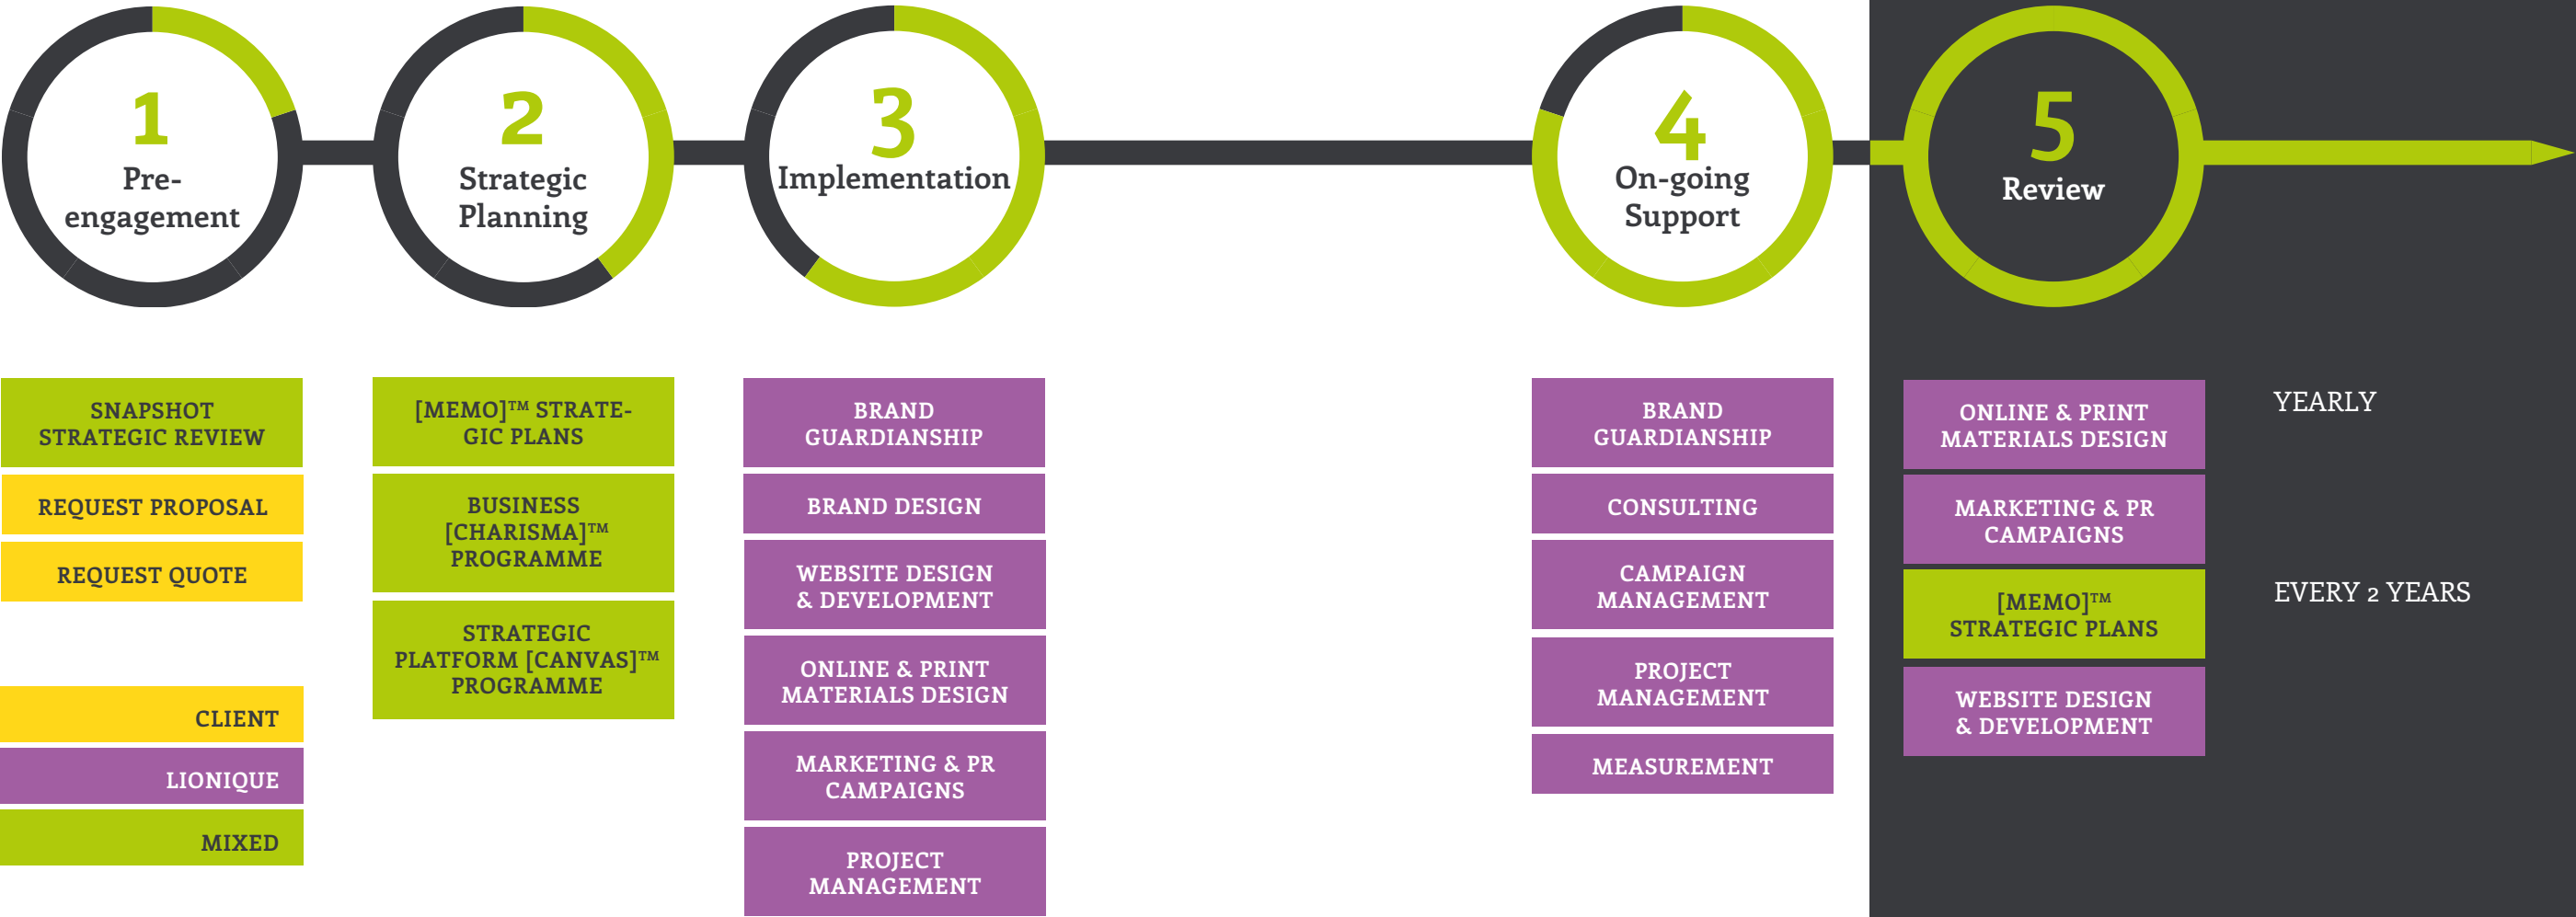 1
Pre-
engagement
2
Strategic
Planning
3
Implementation
4
On-going
Support
5
Review
SNAPSHOT
STRATEGIC REVIEW
REQUEST PROPOSAL
REQUEST QUOTE
CLIENT
LIONIQUE
MIXED
[MEMO]™ STRATE-
GIC PLANS
BUSINESS
[CHARISMA]™
PROGRAMME
STRATEGIC
PLATFORM [CANVAS]™
PROGRAMME
BRAND
GUARDIANSHIP
BRAND DESIGN
WEBSITE DESIGN
& DEVELOPMENT
ONLINE & PRINT
MATERIALS DESIGN
MARKETING & PR
CAMPAIGNS
PROJECT
MANAGEMENT
BRAND
GUARDIANSHIP
CONSULTING
CAMPAIGN
MANAGEMENT
PROJECT
MANAGEMENT
MEASUREMENT
ONLINE & PRINT
MATERIALS DESIGN
MARKETING & PR
CAMPAIGNS
[MEMO]™
STRATEGIC PLANS
WEBSITE DESIGN
& DEVELOPMENT
YEARLY
EVERY 2 YEARS